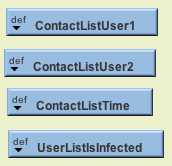 def ContactListUser1
def ContactListUser2
def ContactListTime
def UserListIsInfected